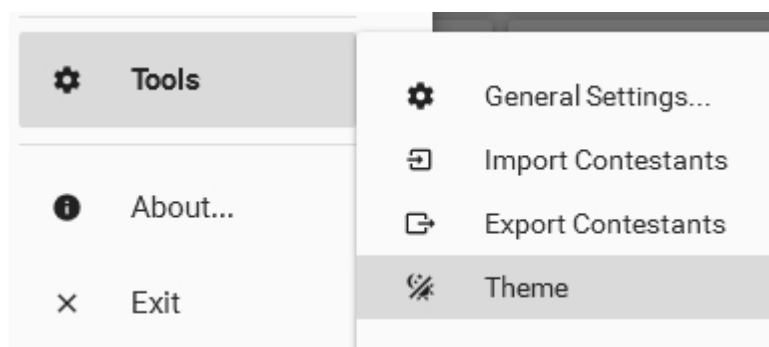 Tools
About...
Exit
General Settings...
Import Contestants
Export Contestants
Theme